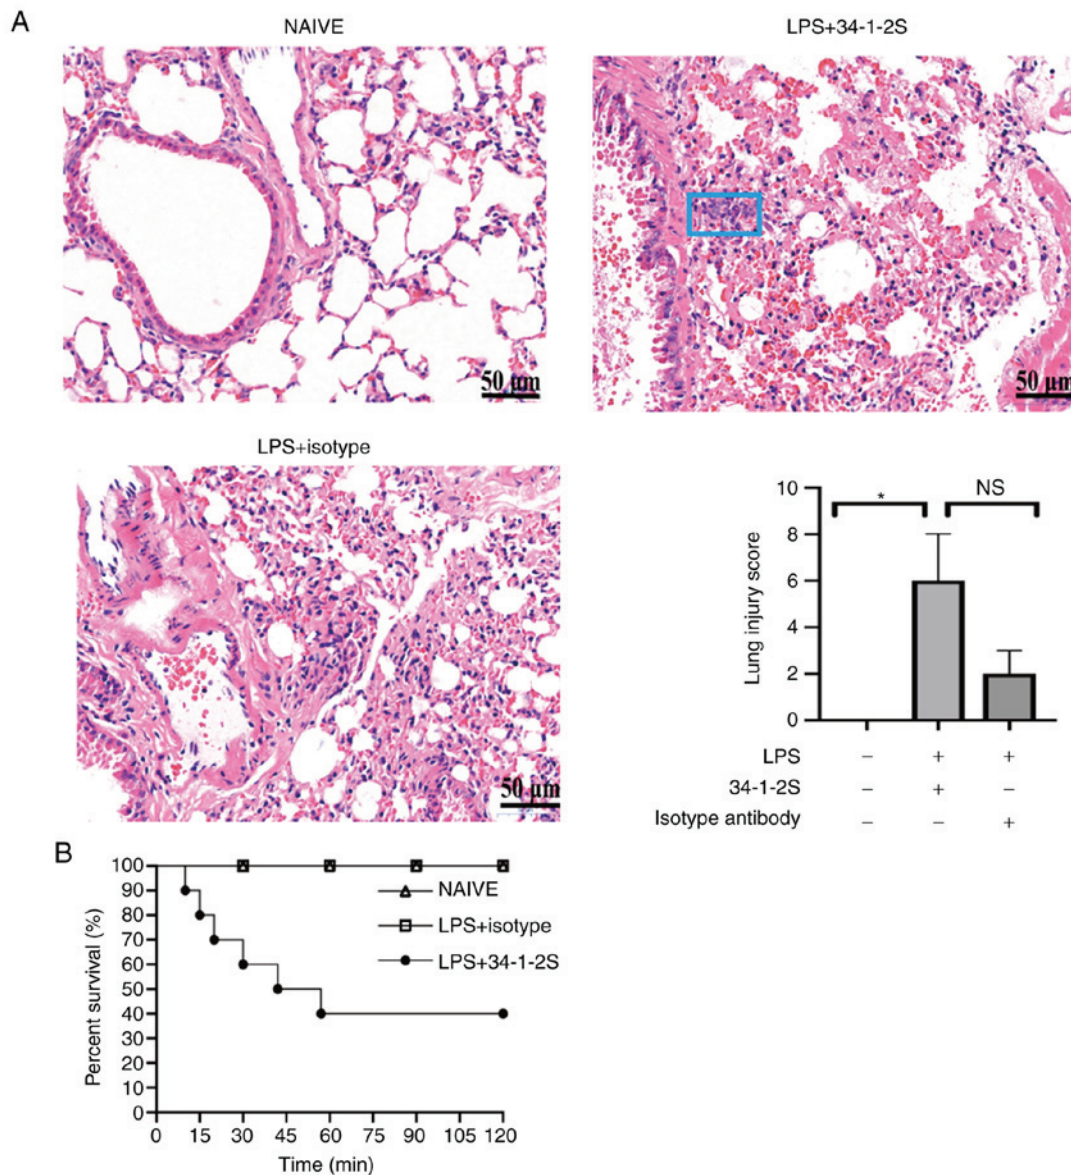 A
NAIVE
LPS+34-1-2S
50 µm
50 µm
LPS+isotype
50 µm
10
8
6
4
2
0
Lung injury score
*
NS
LPS − + +
34-1-2S − + −
Isotype antibody − − +
B
100
90
80
70
60
50
40
30
20
10
0
Percent survival (%)
NAIVE
LPS+isotype
LPS+34-1-2S
0 15 30 45 60 75 90 105 120
Time (min)